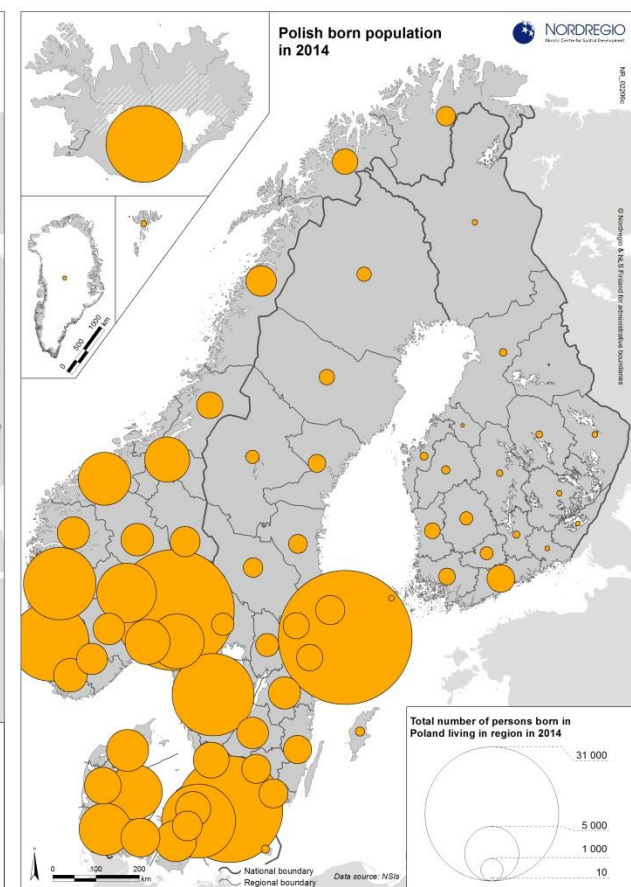 Polish born population
in 2014
NORDREGIO
Nordic Centre for Spatial Development
NR_02209c
© Nordregio & NLS Finland for administrative boundaries
0 500 1000
km
Total number of persons born in
Poland living in region in 2014
31 000
5 000
1 000
10
0 100 200
km
National boundary
Regional boundary
Data source: NSIs